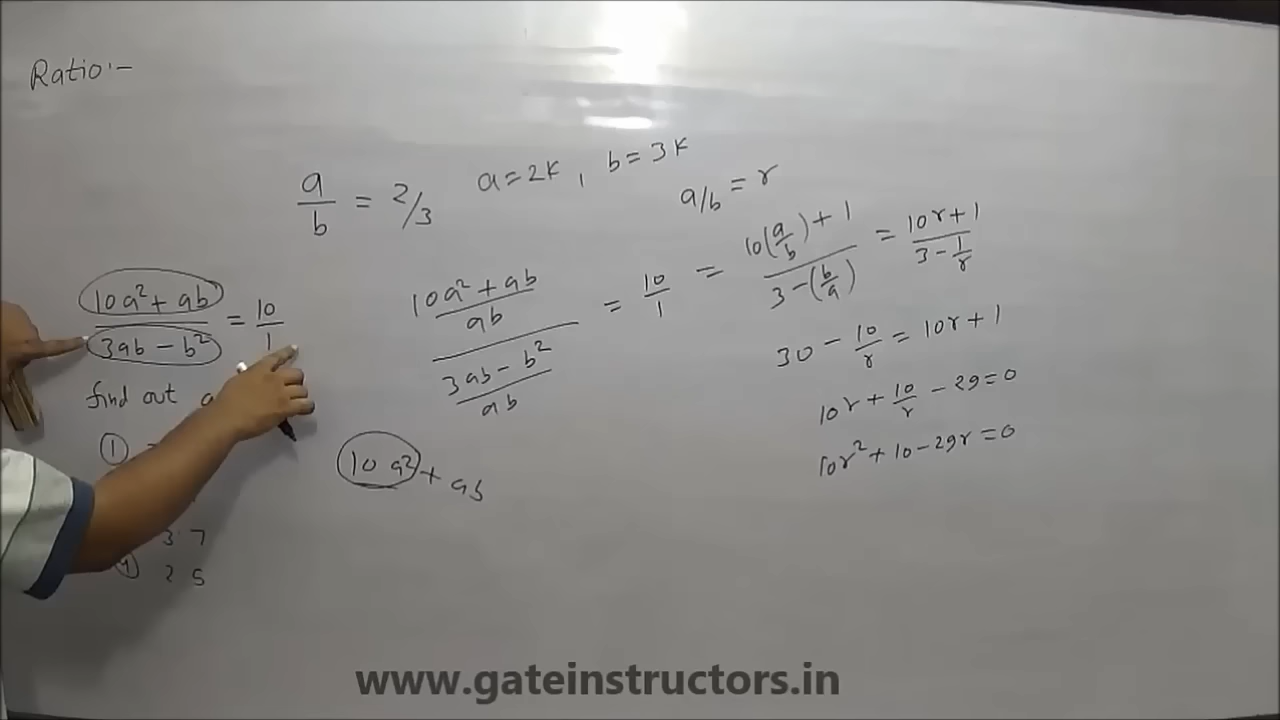 Ratio:-
a/b = 2/3 a=2K, b=3K
a/b = r
(10a²+ab)/(3ab-b²) = 10/1
find out a
①
3:7
④ 2 5
((10a²+ab)/ab)/((3ab-b²)/ab) = 10/1 = (10(a/b)+1)/(3-(b/a)) = (10r+1)/(3-1/r)
10a²+ab
30-10/r = 10r+1
10r+10/r-29=0
10r²+10-29r=0
www.gateinstructors.in